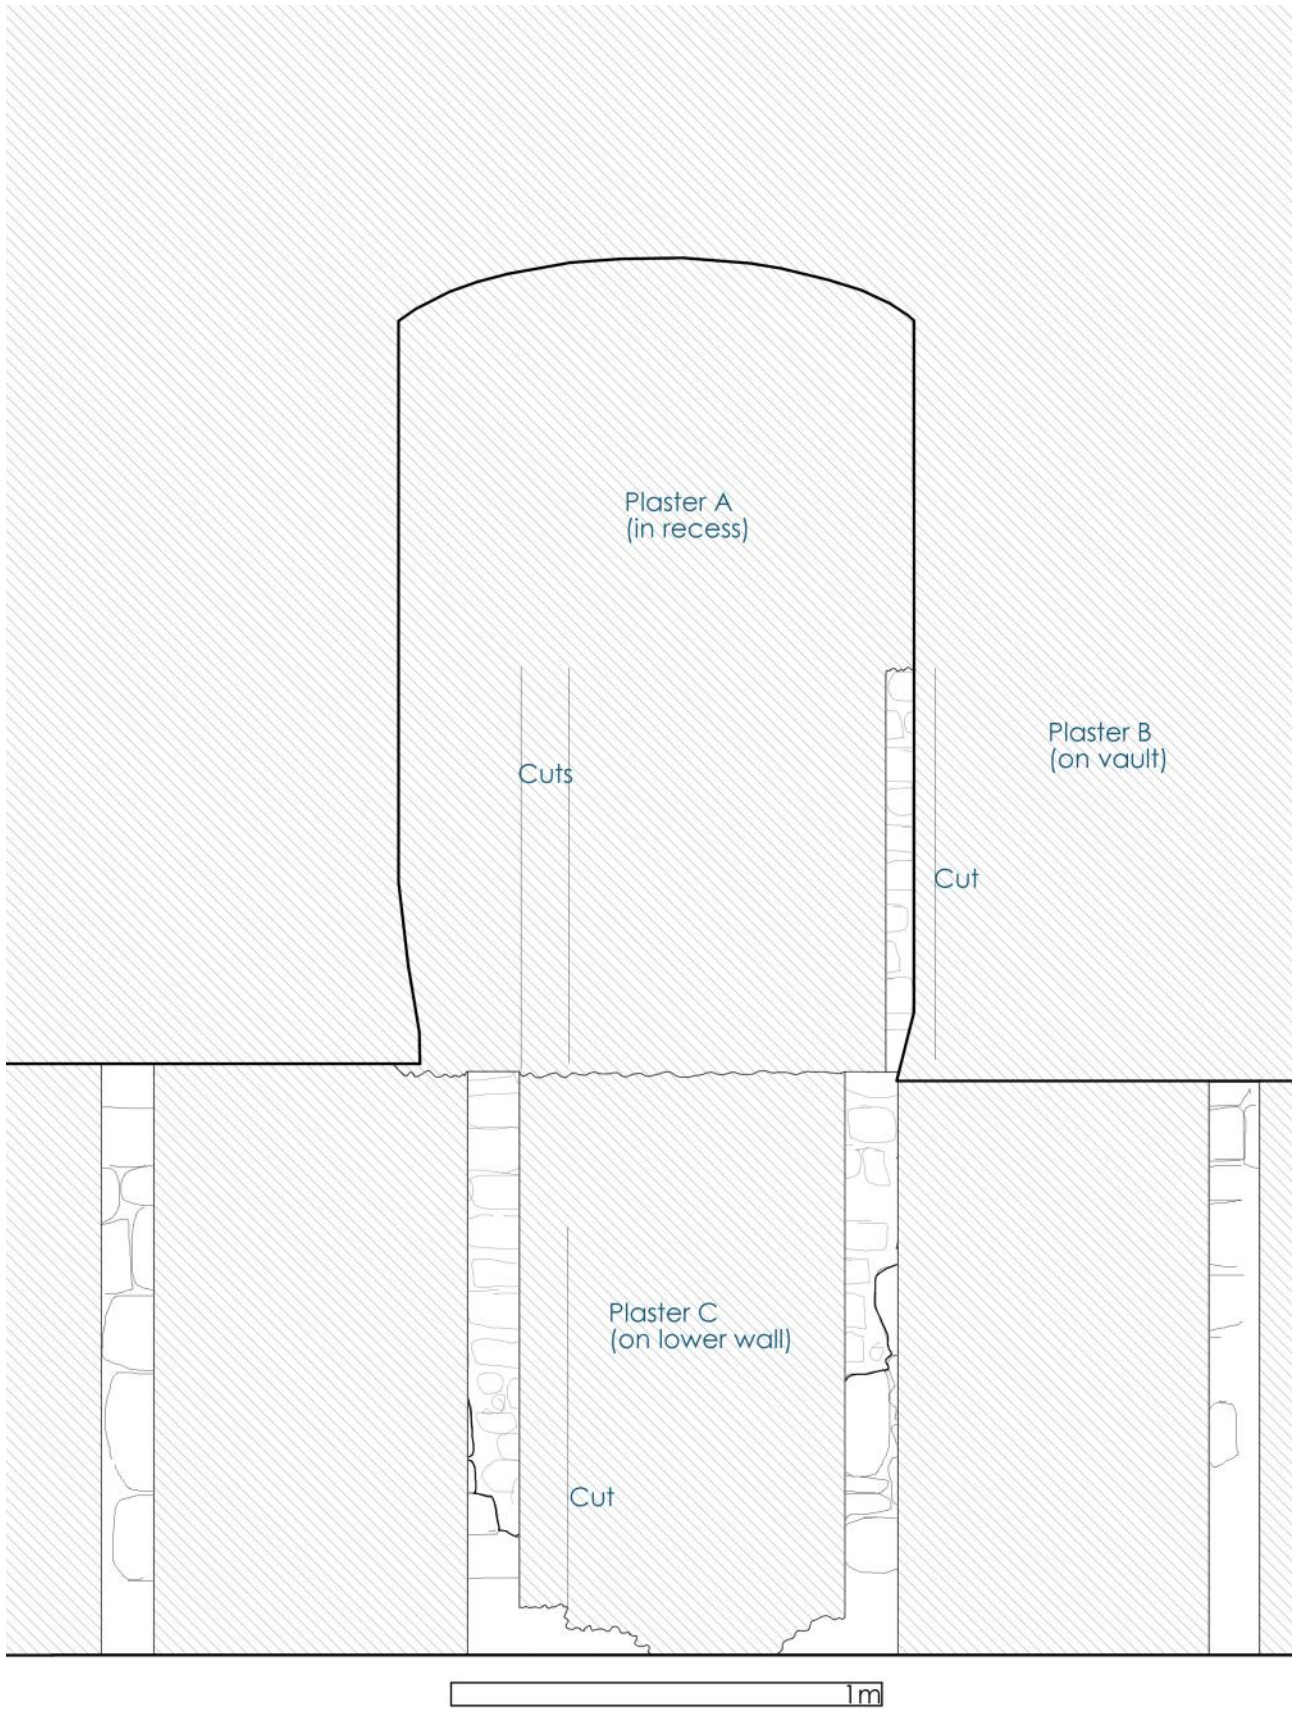 Plaster A
(in recess)
Plaster B
(on vault)
Cuts
Cut
Plaster C
(on lower wall)
Cut
1m